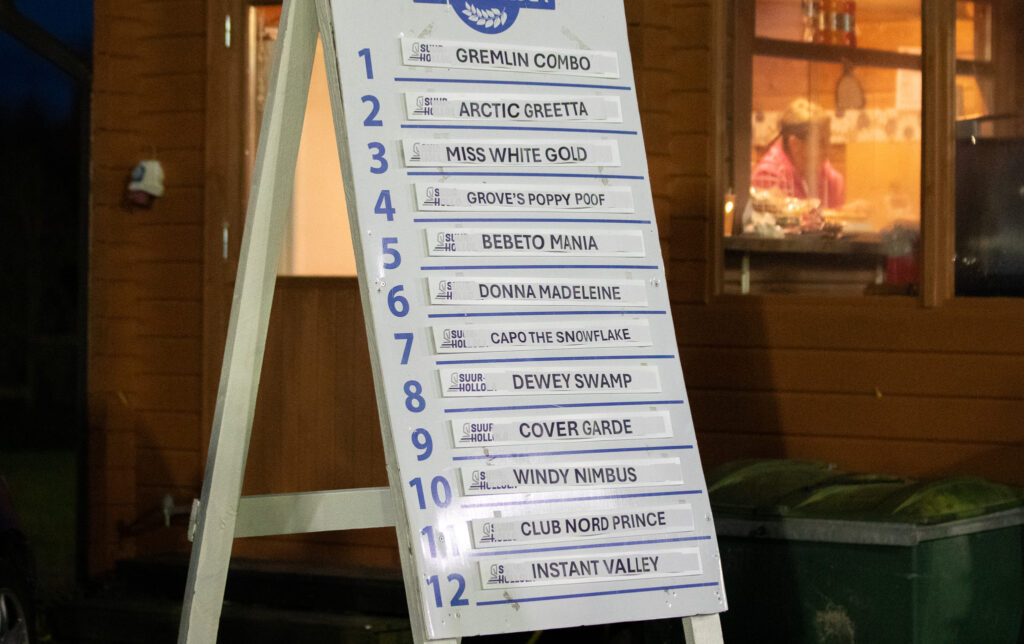 1 GREMLIN COMBO
2 ARCTIC GREETTA
3 MISS WHITE GOLD
4 GROVE'S POPPY POOF
5 BEBETO MANIA
6 DONNA MADELEINE
7 CAPO THE SNOWFLAKE
8 DEWEY SWAMP
9 COVER GARDE
10 WINDY NIMBUS
11 CLUB NORD PRINCE
12 INSTANT VALLEY